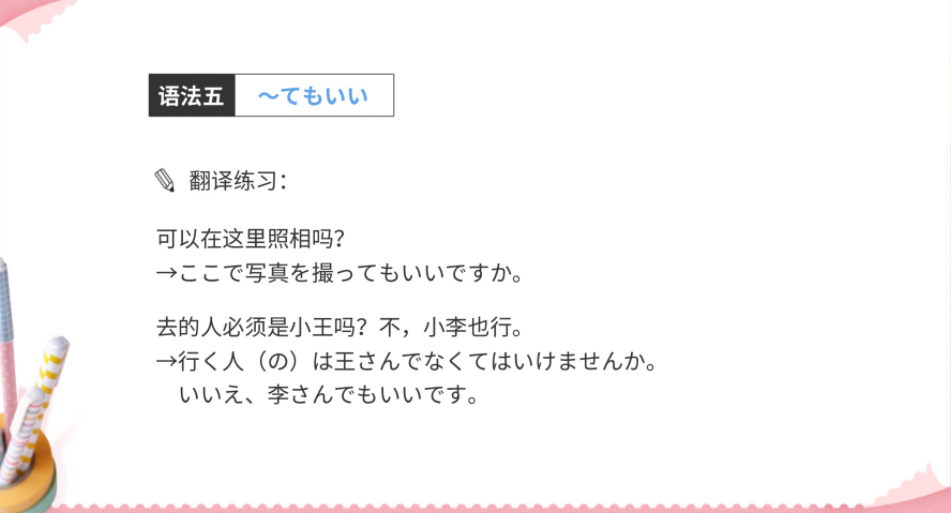 语法五 ～てもいい
翻译练习：
可以在这里照相吗？
→ここで写真を撮ってもいいですか。
去的人必须是小王吗？不，小李也行。
→行く人（の）は王さんでなくてはいけませんか。
いいえ、李さんでもいいです。